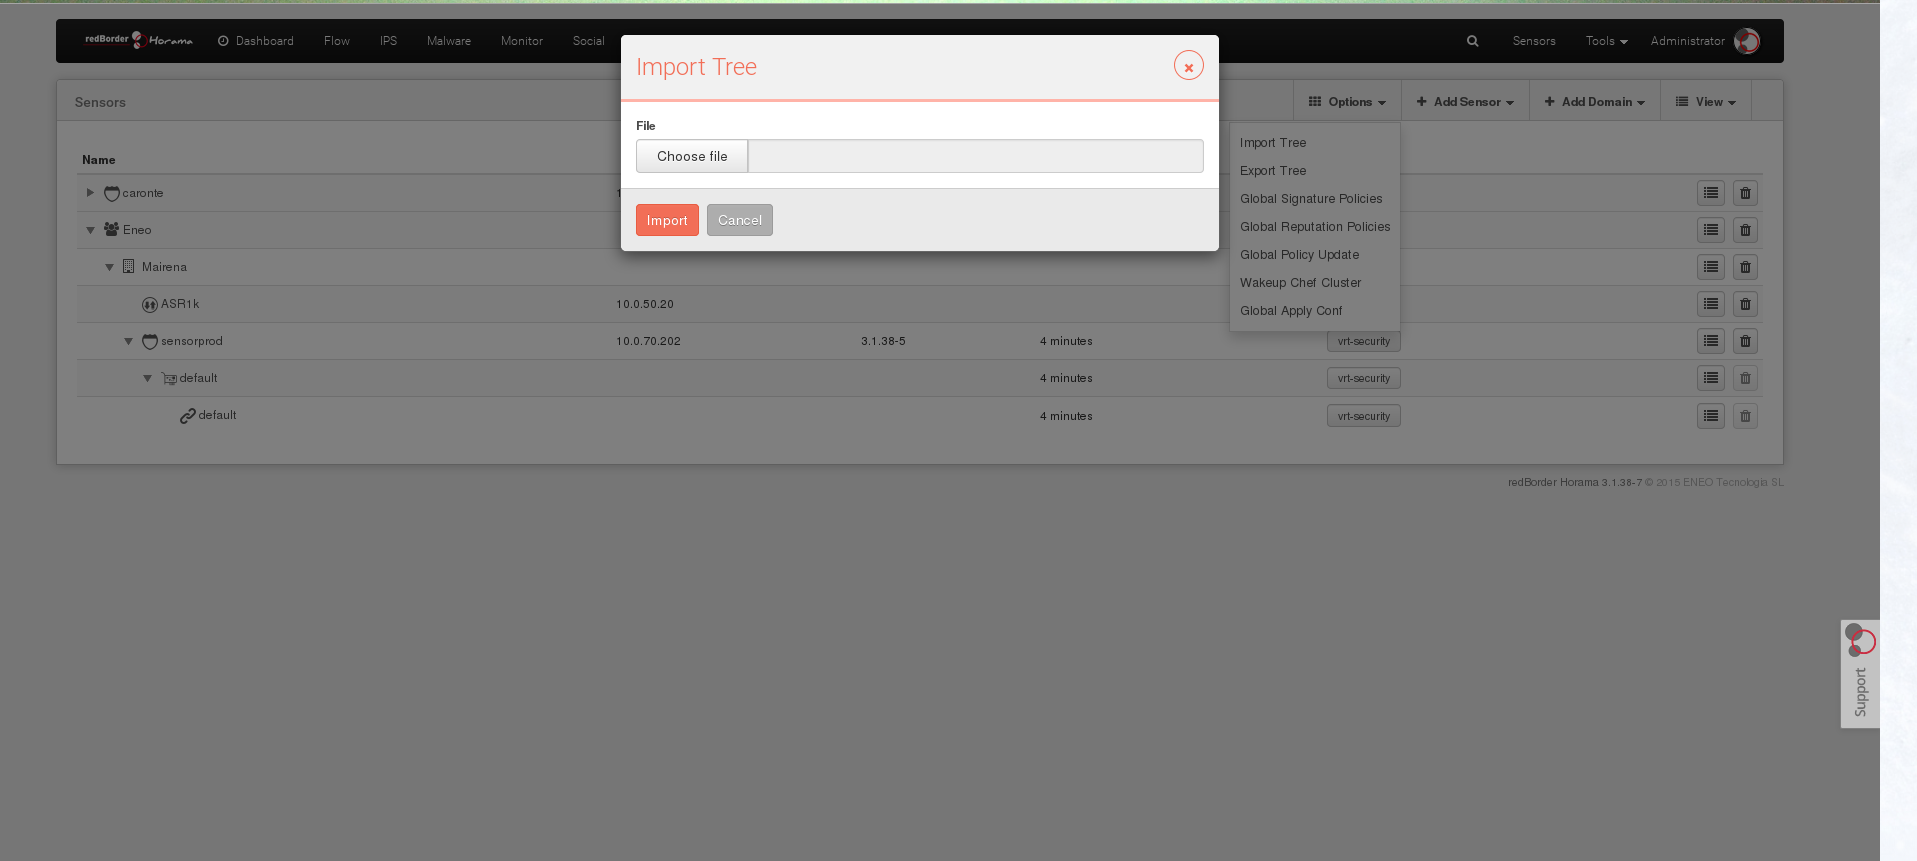 redBorder Horama Dashboard Flow IPS Malware Monitor Social Sensors Tools Administrator
Import Tree
Sensors Options Add Sensor Add Domain View
File
Choose file
Import Cancel
Import Tree
Export Tree
Global Signature Policies
Global Reputation Policies
Global Policy Update
Wakeup Chef Cluster
Global Apply Conf
Name
caronte
Eneo
Mairena
ASR1k 10.0.50.20
sensorprod 10.0.70.202 3.1.38-5 4 minutes vrt-security
default 4 minutes vrt-security
default 4 minutes vrt-security
redBorder Horama 3.1.38-7 © 2015 ENEO Tecnologia SL
Support